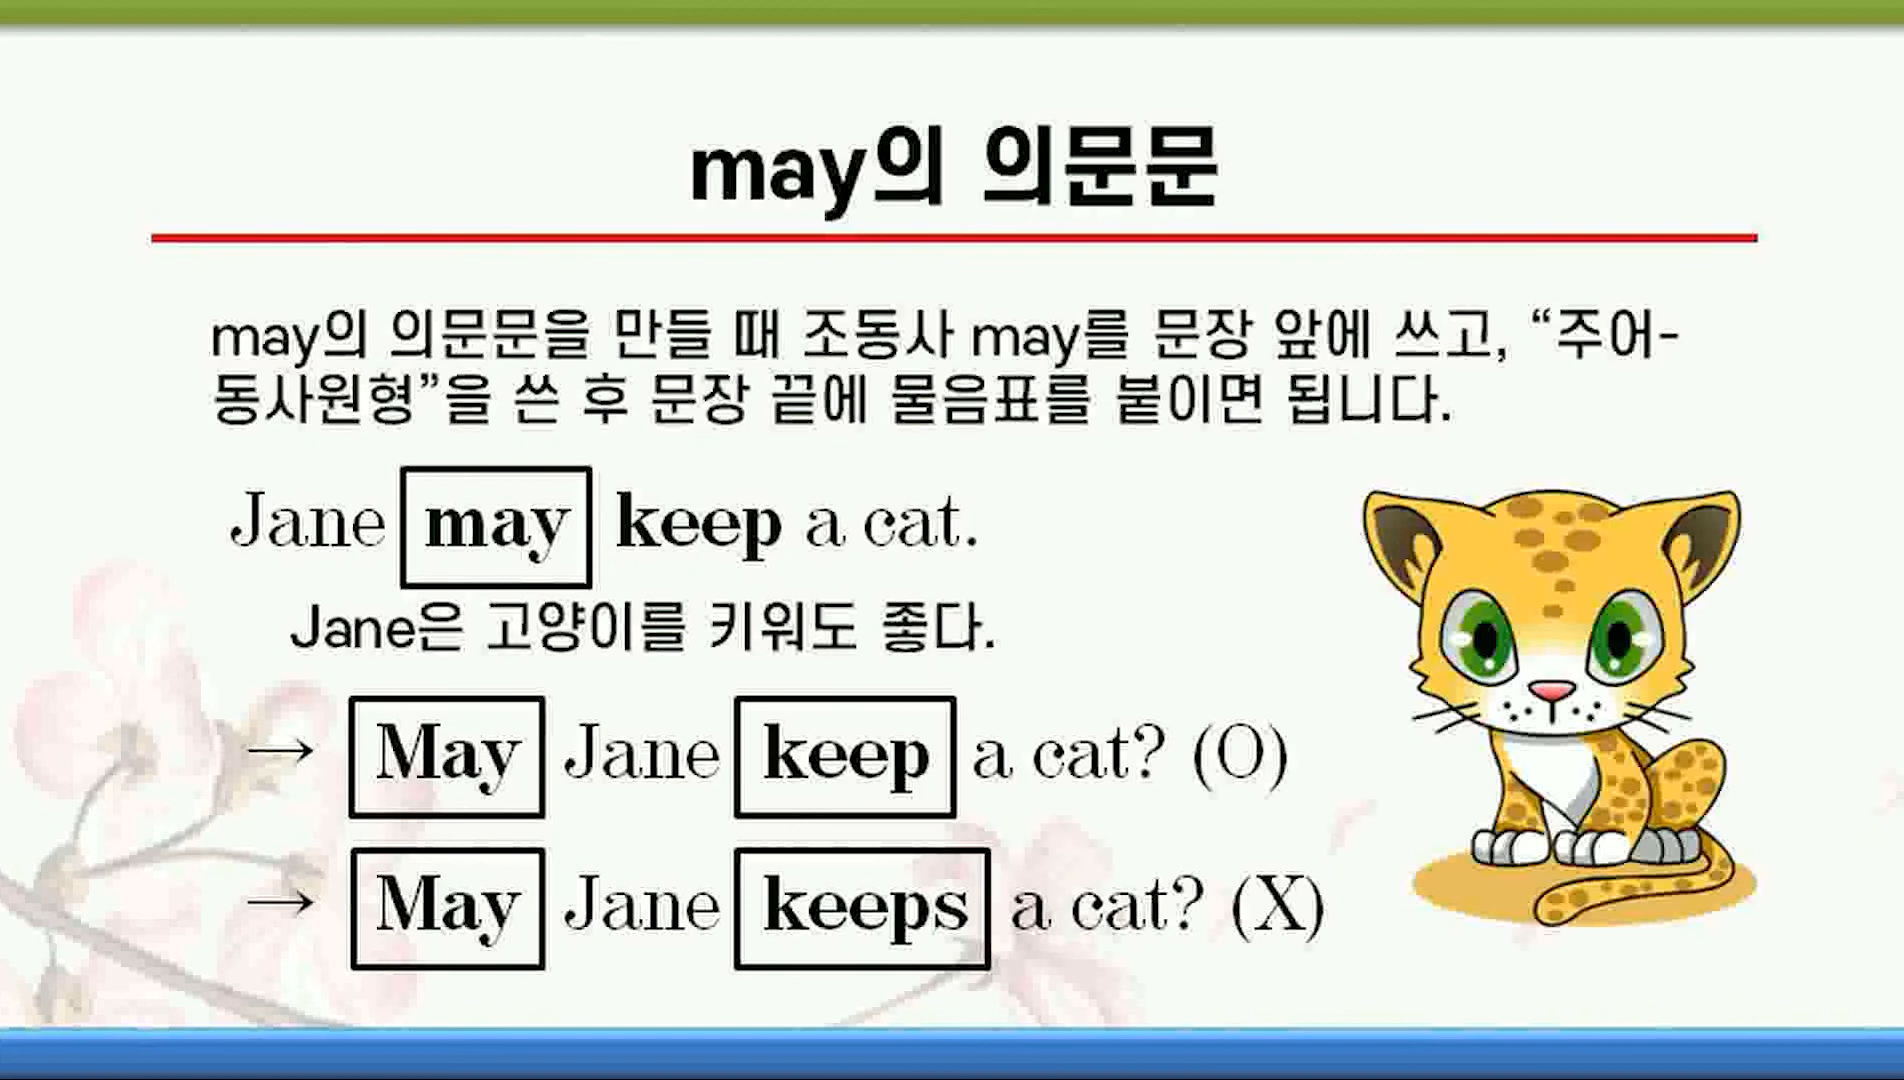 may의 의문문
may의 의문문을 만들 때 조동사 may를 문장 앞에 쓰고, “주어-
동사원형”을 쓴 후 문장 끝에 물음표를 붙이면 됩니다.
Jane may keep a cat.
Jane은 고양이를 키워도 좋다.
→ May Jane keep a cat? (O)
→ May Jane keeps a cat? (X)